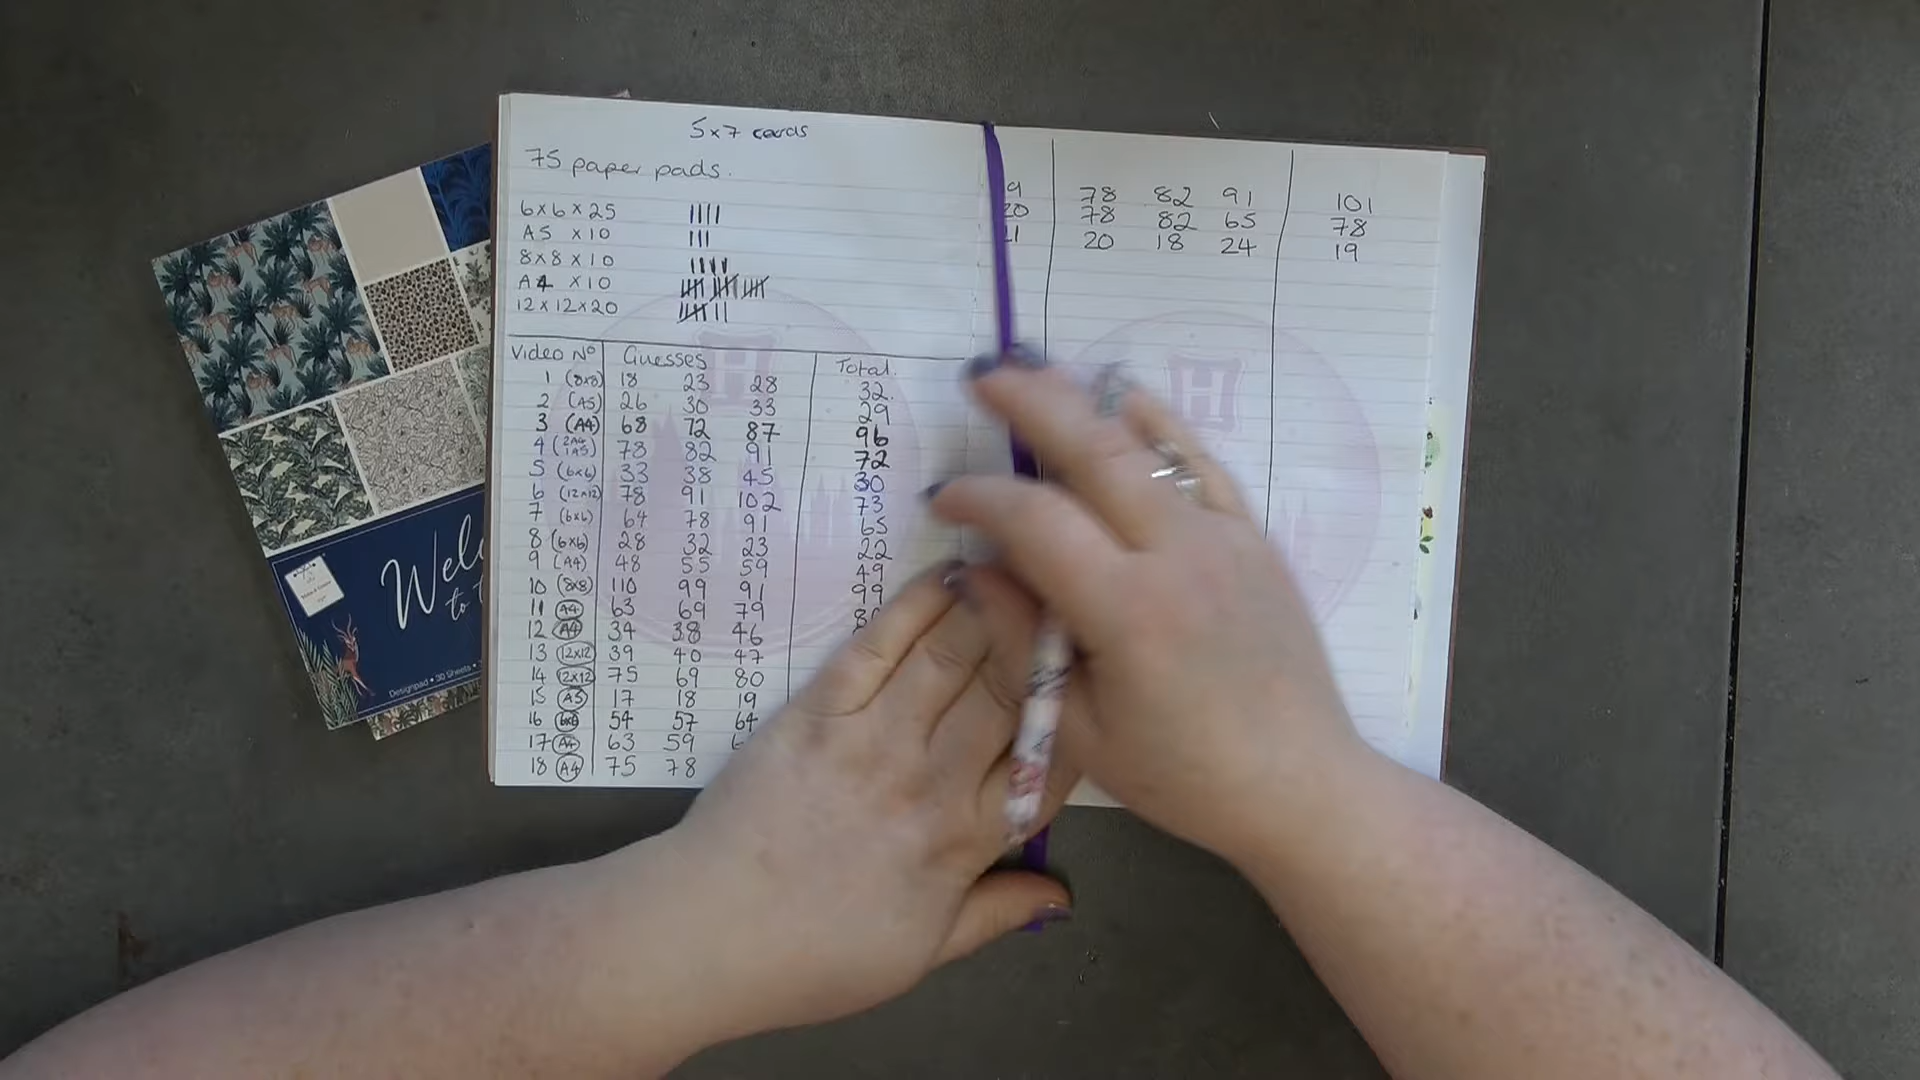 5x7 cards
75 paper pads.
6x6x25
A5 x10
8x8x10
A4 x10
12x12x20
Video Nº Guesses Total.
1 (8x8) 18 23 28 32.
2 (A5) 26 30 33 29
3 (A4) 68 72 87 96
4 (2A4 1A5) 78 82 91 72
5 (6x6) 33 38 45 30
6 (12x12) 78 91 102 73
7 (6x6) 64 78 91 65
8 (6x6) 28 32 23 22
9 (A4) 48 55 59 49
10 (8x8) 110 99 91 99
11 A4 63 69 79
12 A4 34 38 46
13 12x12 39 40 47
14 12x12 75 69 80
15 A5 17 18 19
16 6x6 54 57 64
17 A4 63 59
18 A4 75 78
9 78 82 91 101
20 78 82 65 78
20 18 24 19
H
H
Wel
to t
Designpad • 30 Sheets •